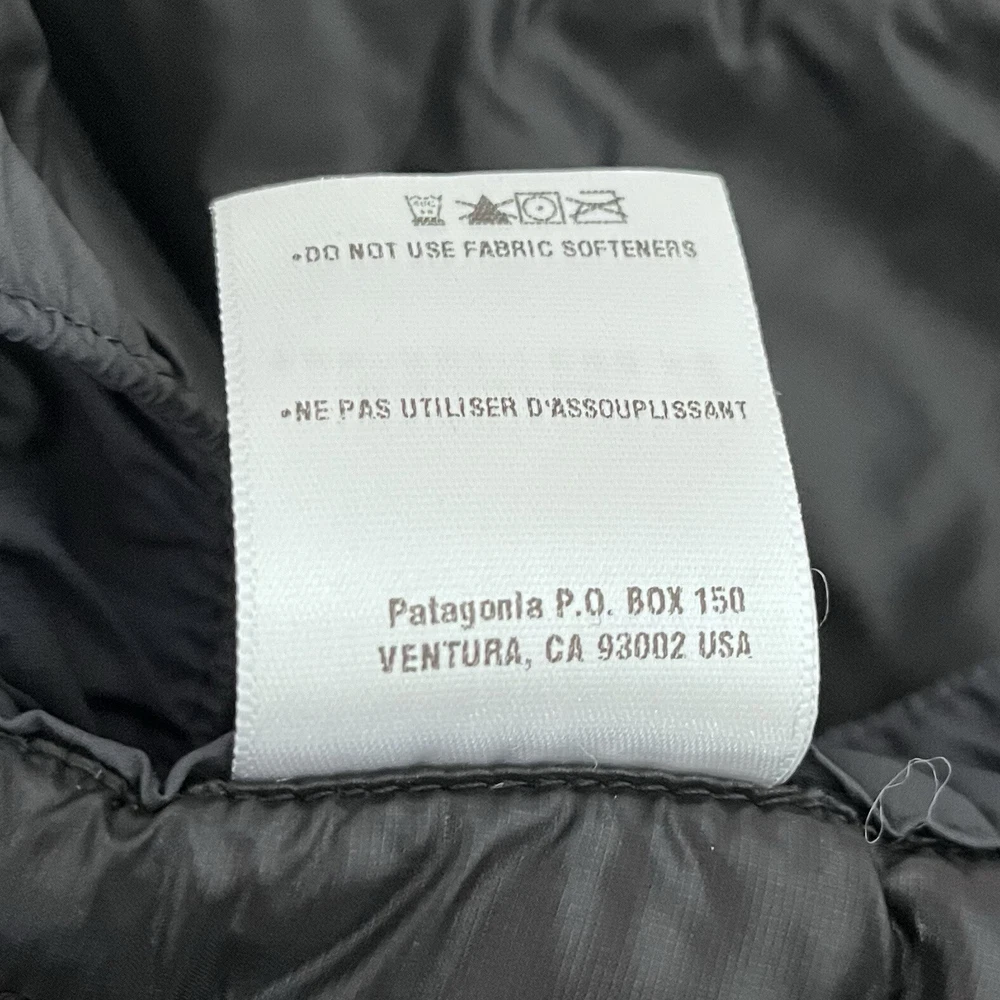 •DO NOT USE FABRIC SOFTENERS
•NE PAS UTILISER D'ASSOUPLISSANT
Patagonia P.O. BOX 150
VENTURA, CA 93002 USA